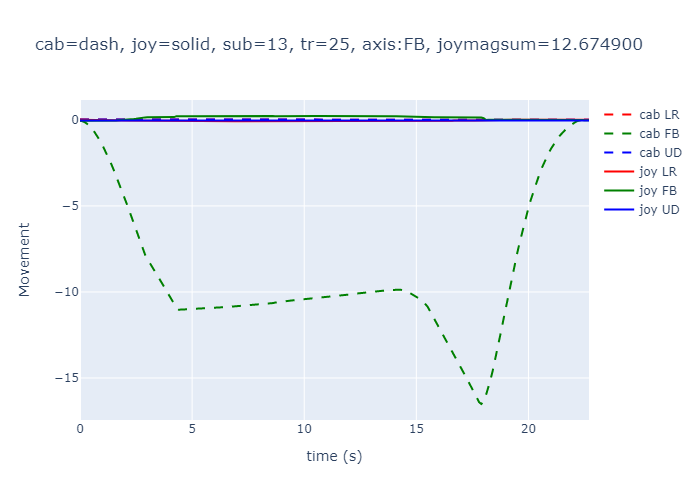 cab=dash, joy=solid, sub=13, tr=25, axis:FB, joymagsum=12.674900
cab LR
cab FB
cab UD
joy LR
joy FB
joy UD
Movement
0
−5
−10
−15
0 5 10 15 20
time (s)